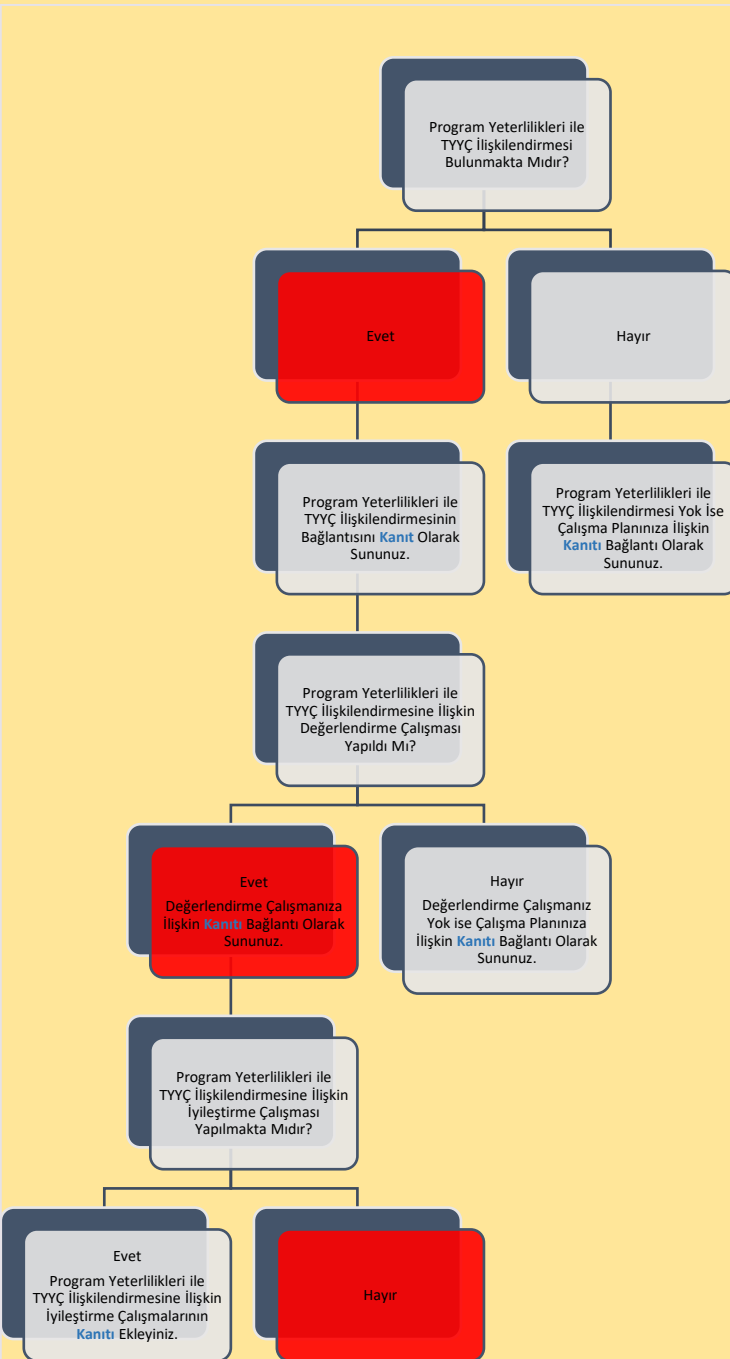 Program Yeterlilikleri ile
TYYÇ İlişkilendirmesi
Bulunmakta Mıdır?
Evet
Hayır
Program Yeterlilikleri ile
TYYÇ İlişkilendirmesinin
Bağlantısını Kanıt Olarak
Sununuz.
Program Yeterlilikleri ile
TYYÇ İlişkilendirmesi Yok İse
Çalışma Planınıza İlişkin
Kanıtı Bağlantı Olarak
Sununuz.
Program Yeterlilikleri ile
TYYÇ İlişkilendirmesine İlişkin
Değerlendirme Çalışması
Yapıldı Mı?
Evet
Değerlendirme Çalışmanıza
İlişkin Kanıtı Bağlantı Olarak
Sununuz.
Hayır
Değerlendirme Çalışmanız
Yok ise Çalışma Planınıza
İlişkin Kanıtı Bağlantı Olarak
Sununuz.
Program Yeterlilikleri ile
TYYÇ İlişkilendirmesine İlişkin
İyileştirme Çalışması
Yapılmakta Mıdır?
Evet
Program Yeterlilikleri ile
TYYÇ İlişkilendirmesine İlişkin
İyileştirme Çalışmalarının
Kanıtı Ekleyiniz.
Hayır